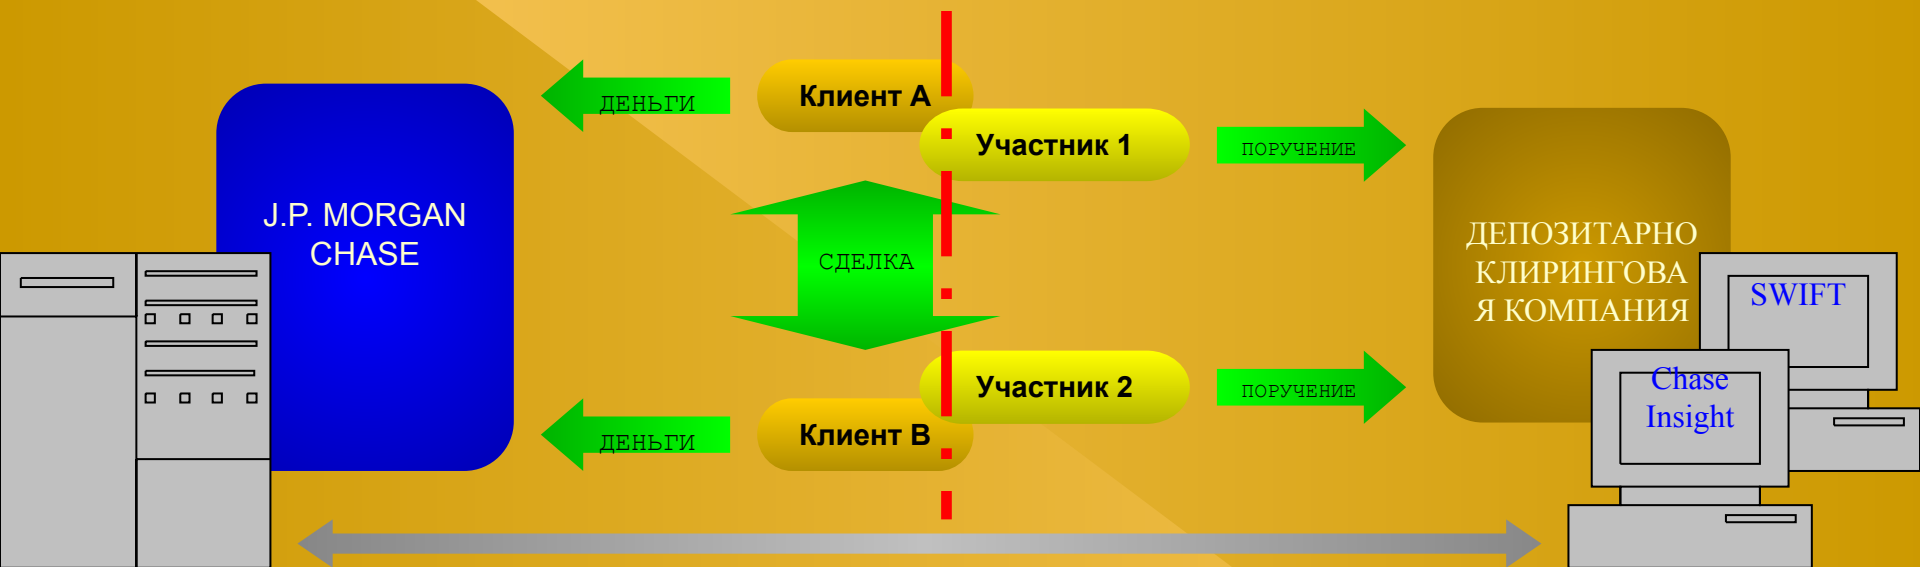 J.P. MORGAN
CHASE
ДЕНЬГИ
Клиент А
Участник 1
ПОРУЧЕНИЕ
СДЕЛКА
ДЕПОЗИТАРНО
КЛИРИНГОВА
Я КОМПАНИЯ
SWIFT
Chase
Insight
Участник 2
ПОРУЧЕНИЕ
ДЕНЬГИ
Клиент В